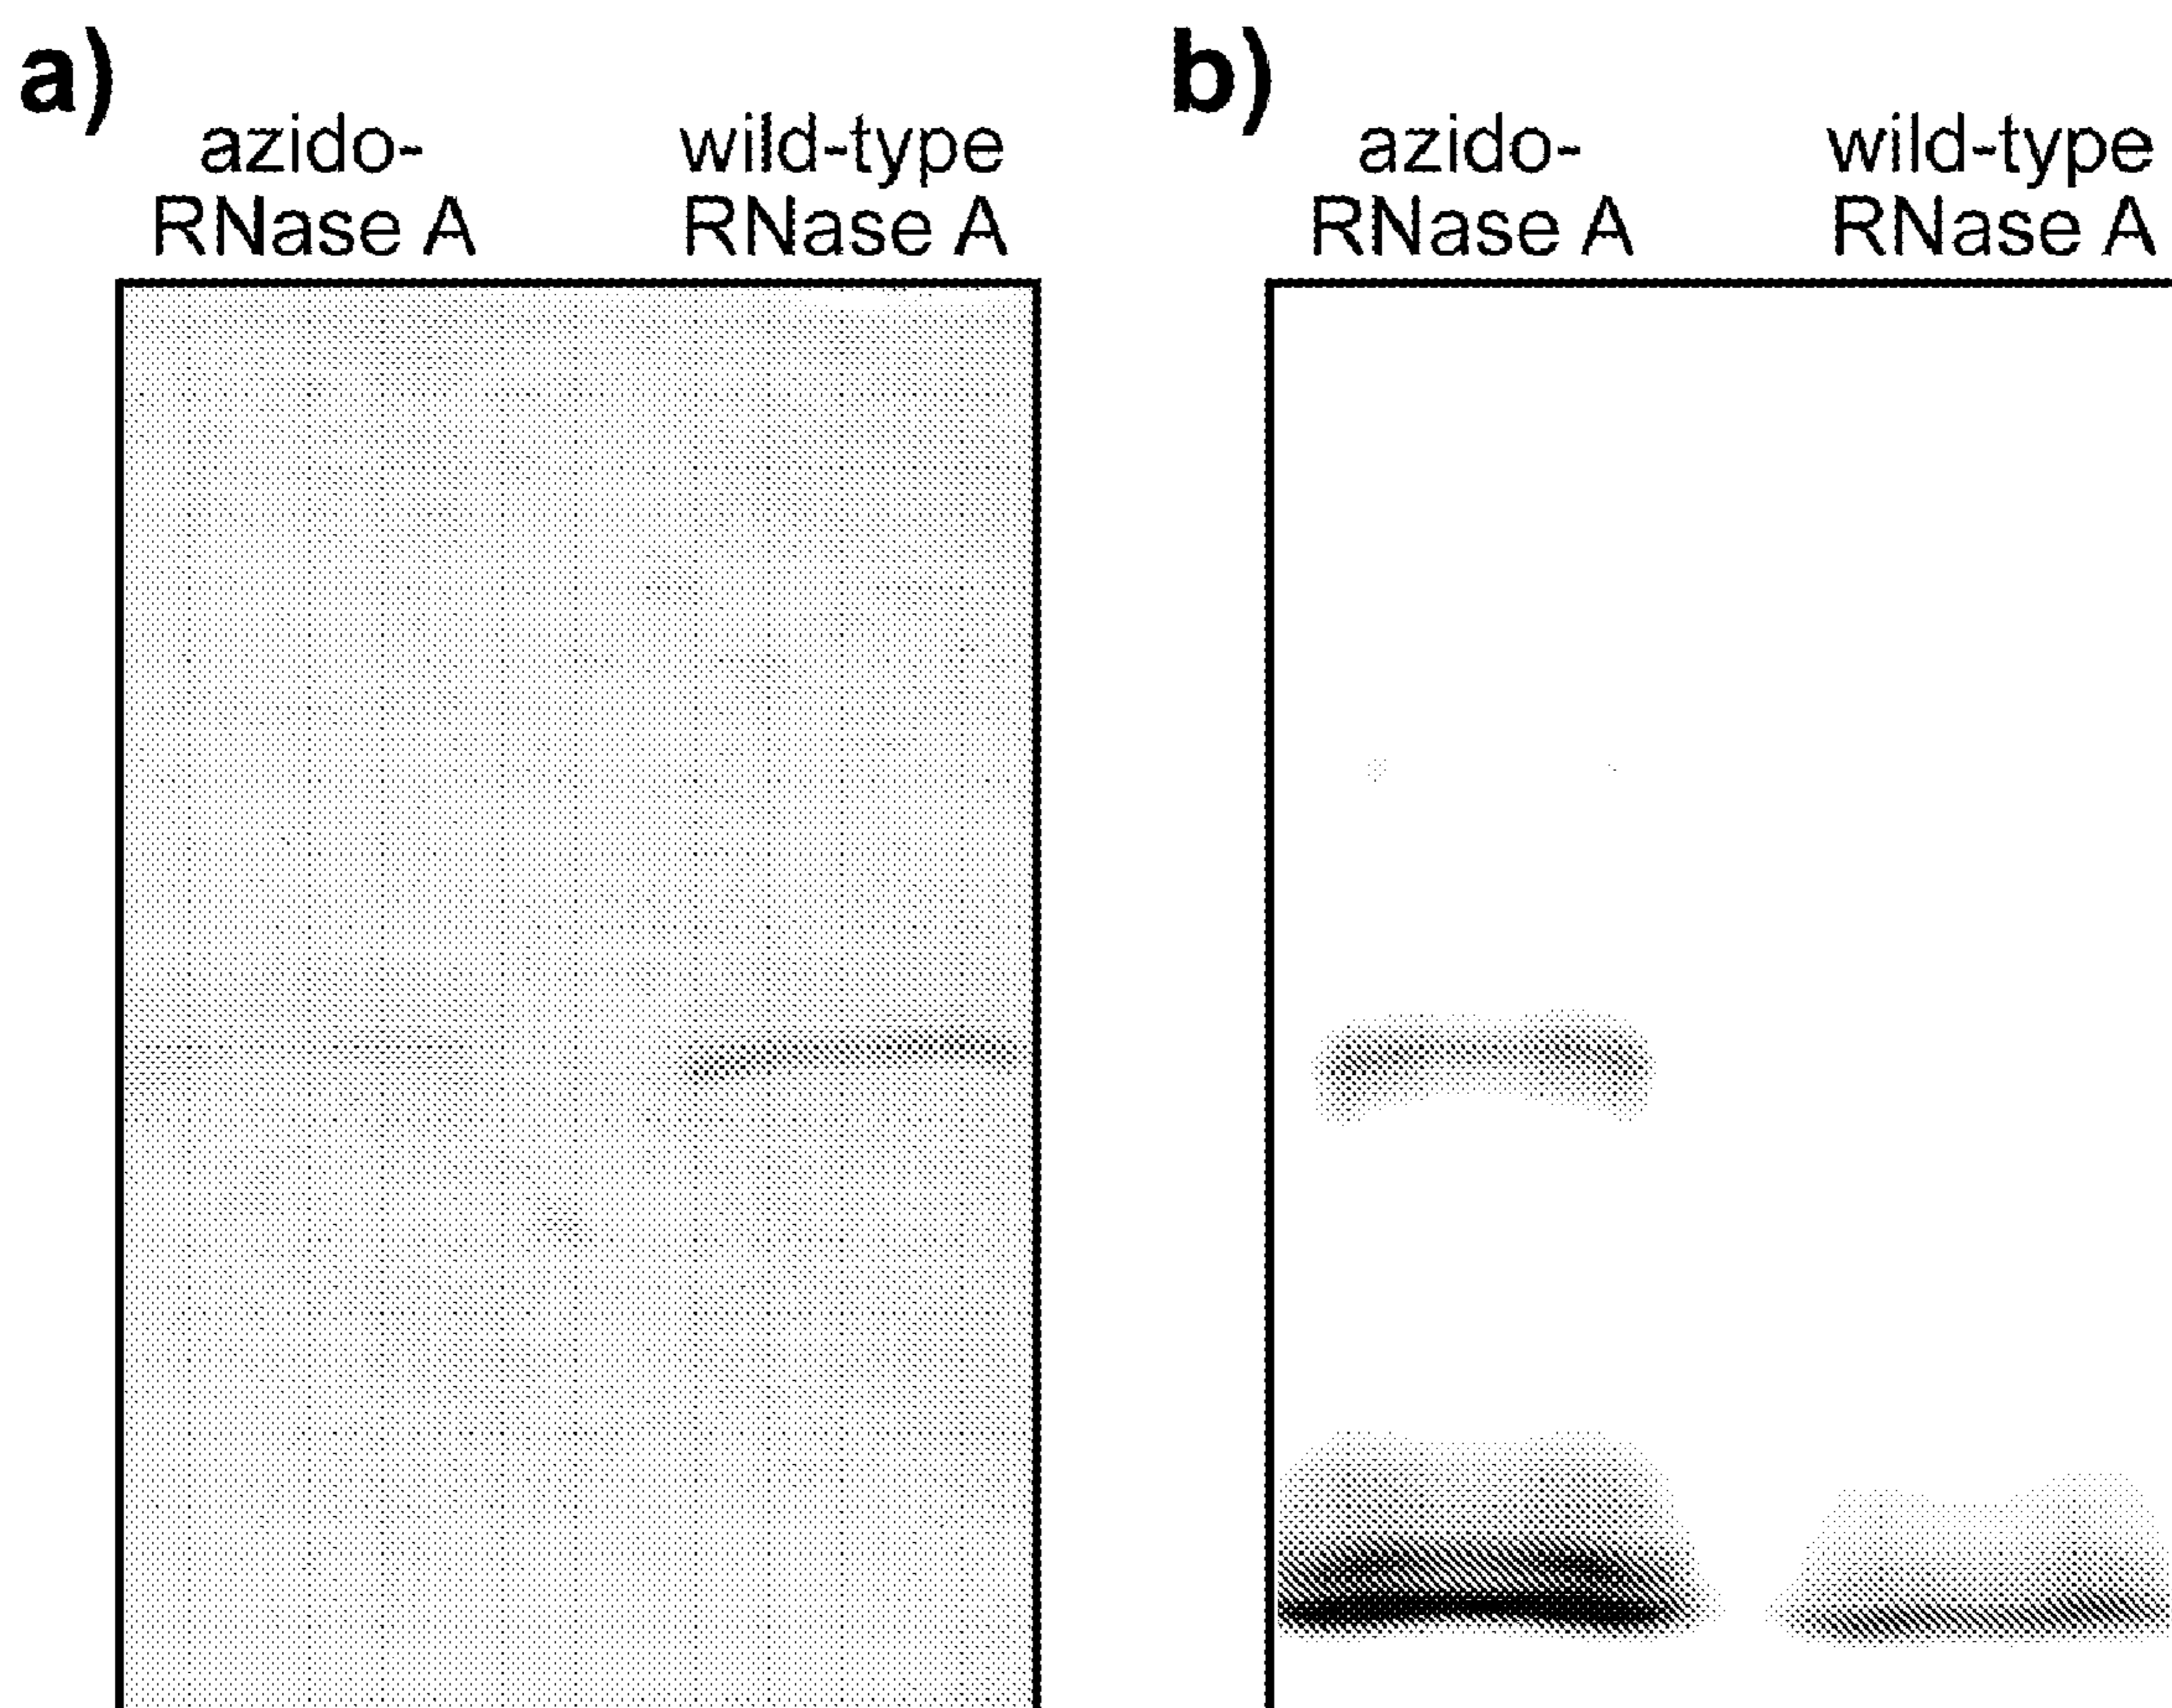 a)
azido-
RNase A
wild-type
RNase A
b)
azido-
RNase A
wild-type
RNase A